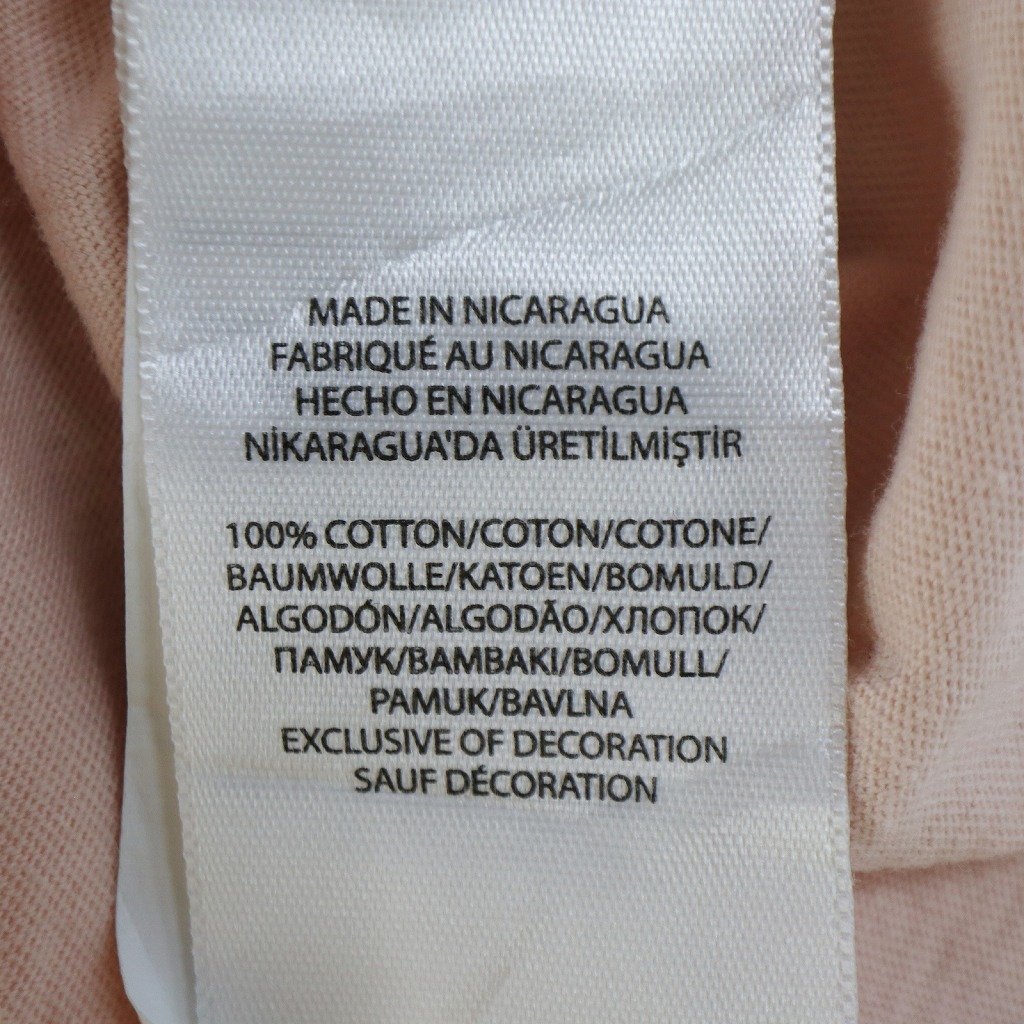 MADE IN NICARAGUA
FABRIQUÉ AU NICARAGUA
HECHO EN NICARAGUA
NİKARAGUA'DA ÜRETİLMİŞTİR
100% COTTON/COTON/COTONE/
BAUMWOLLE/KATOEN/BOMULD/
ALGODÓN/ALGODÃO/ХЛОПОК/
ПАМУК/BAMBAKI/BOMULL/
PAMUK/BAVLNA
EXCLUSIVE OF DECORATION
SAUF DÉCORATION